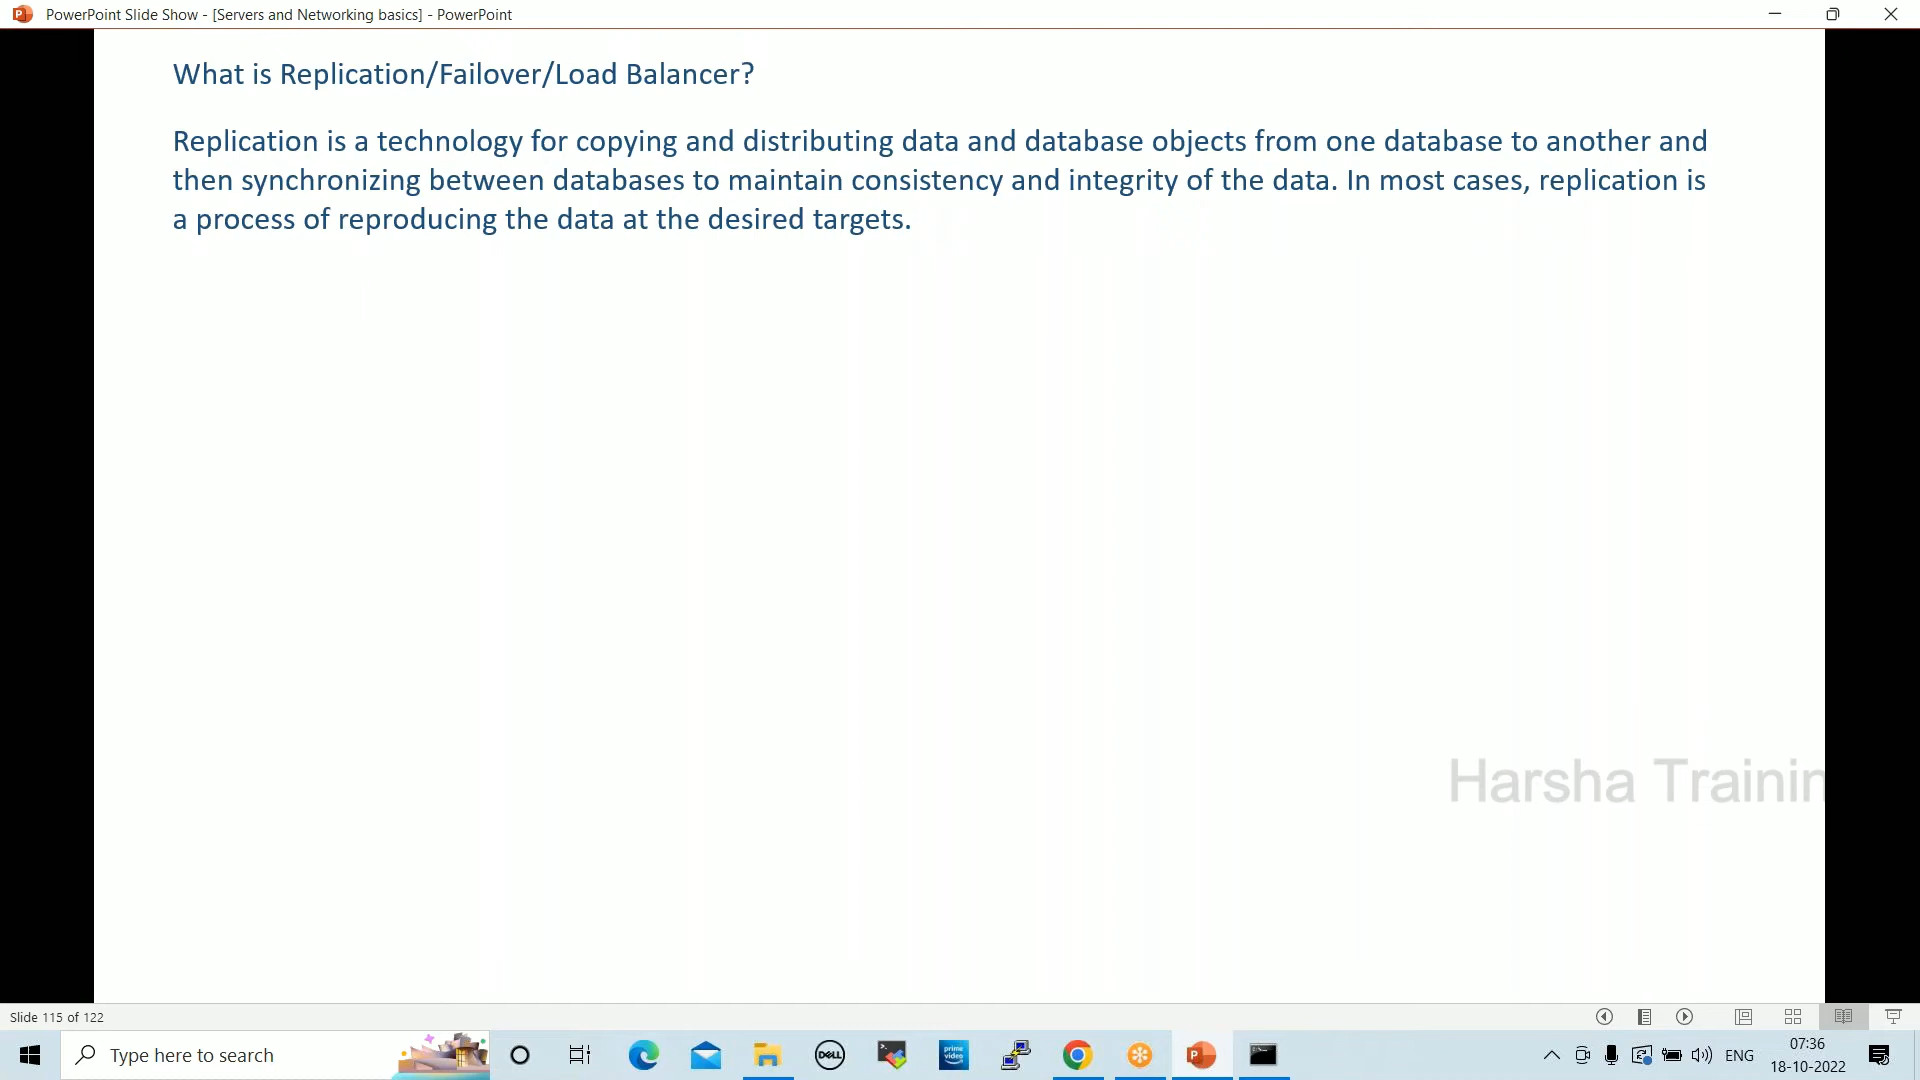 PowerPoint Slide Show - [Servers and Networking basics] - PowerPoint
What is Replication/Failover/Load Balancer?
Replication is a technology for copying and distributing data and database objects from one database to another and
then synchronizing between databases to maintain consistency and integrity of the data. In most cases, replication is
a process of reproducing the data at the desired targets.
Harsha Trainin
Slide 115 of 122
Type here to search
DELL
prime video
ENG
07:36
18-10-2022